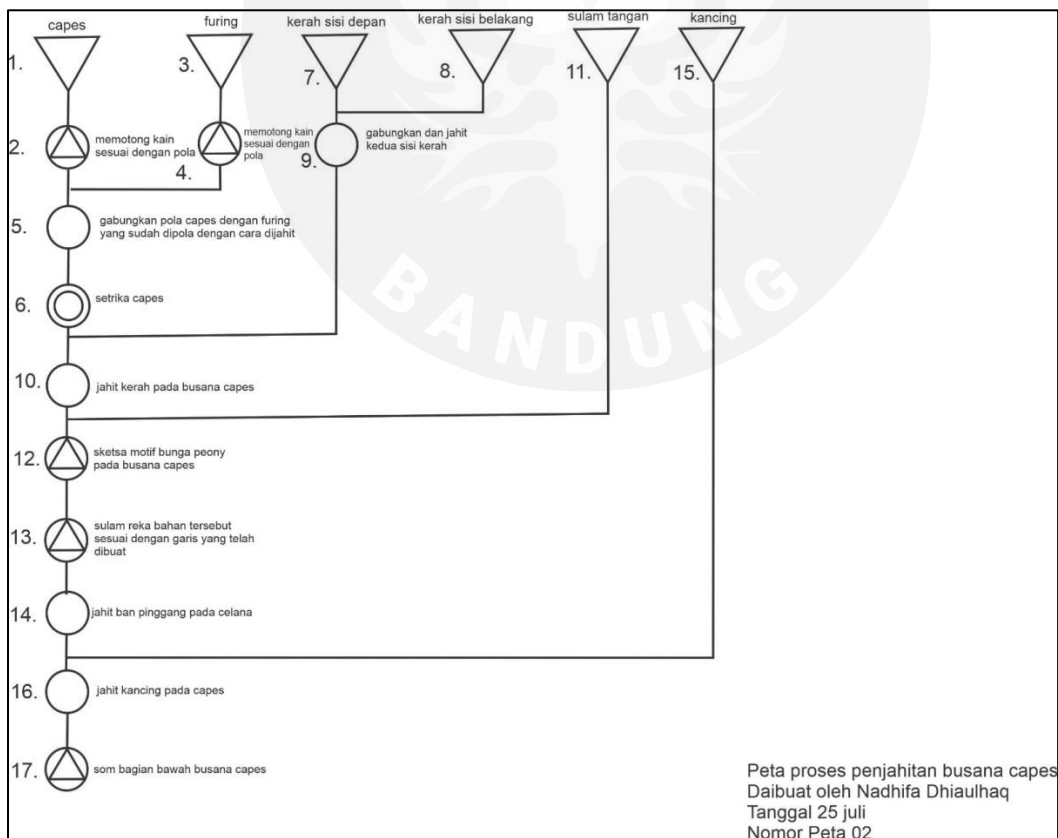 capes
furing
kerah sisi depan
kerah sisi belakang
sulam tangan
kancing
1.
3.
7.
8.
11.
15.
2.
memotong kain
sesuai dengan pola
4.
memotong kain
sesuai dengan
pola
9.
gabungkan dan jahit
kedua sisi kerah
5.
gabungkan pola capes dengan furing
yang sudah dipola dengan cara dijahit
6.
setrika capes
BANDUNG
10.
jahit kerah pada busana capes
12.
sketsa motif bunga peony
pada busana capes
13.
sulam reka bahan tersebut
sesuai dengan garis yang telah
dibuat
14.
jahit ban pinggang pada celana
16.
jahit kancing pada capes
17.
som bagian bawah busana capes
Peta proses penjahitan busana capes
Daibuat oleh Nadhifa Dhiaulhaq
Tanggal 25 juli
Nomor Peta 02